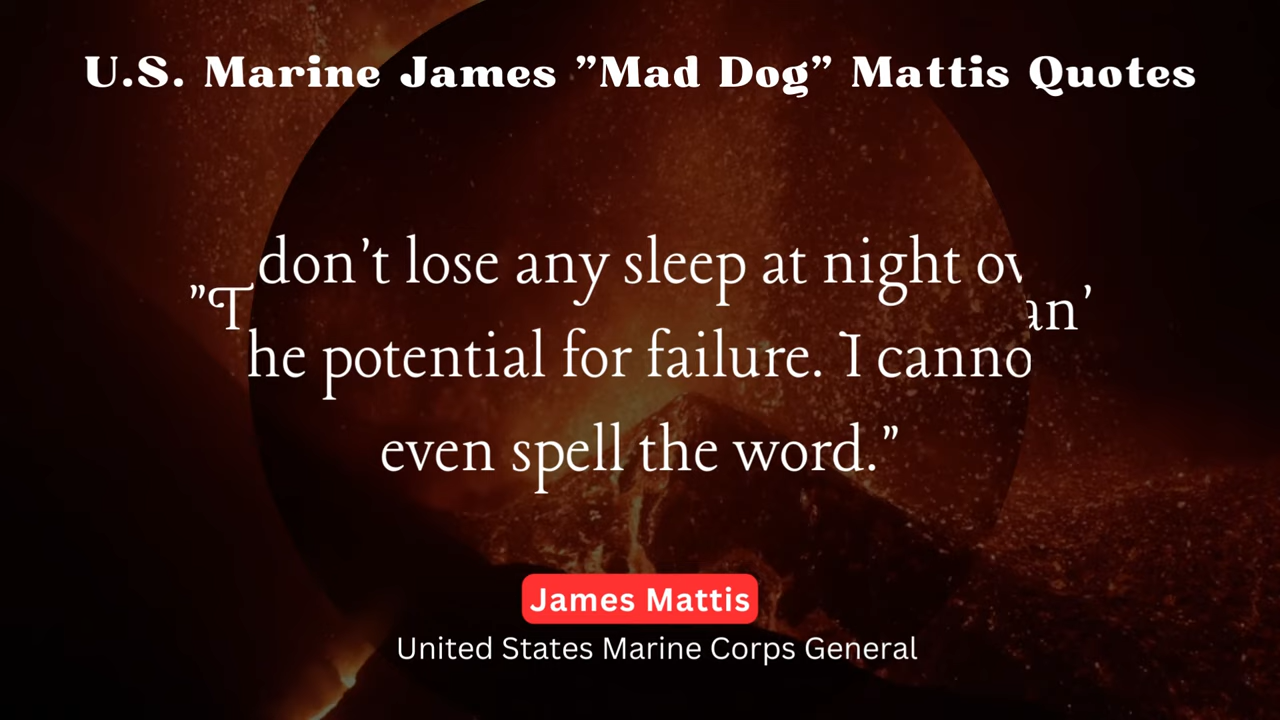 U.S. Marine James ”Mad Dog” Mattis Quotes
don't lose any sleep at night ov
"T an'
he potential for failure. I canno
even spell the word."
James Mattis
United States Marine Corps General